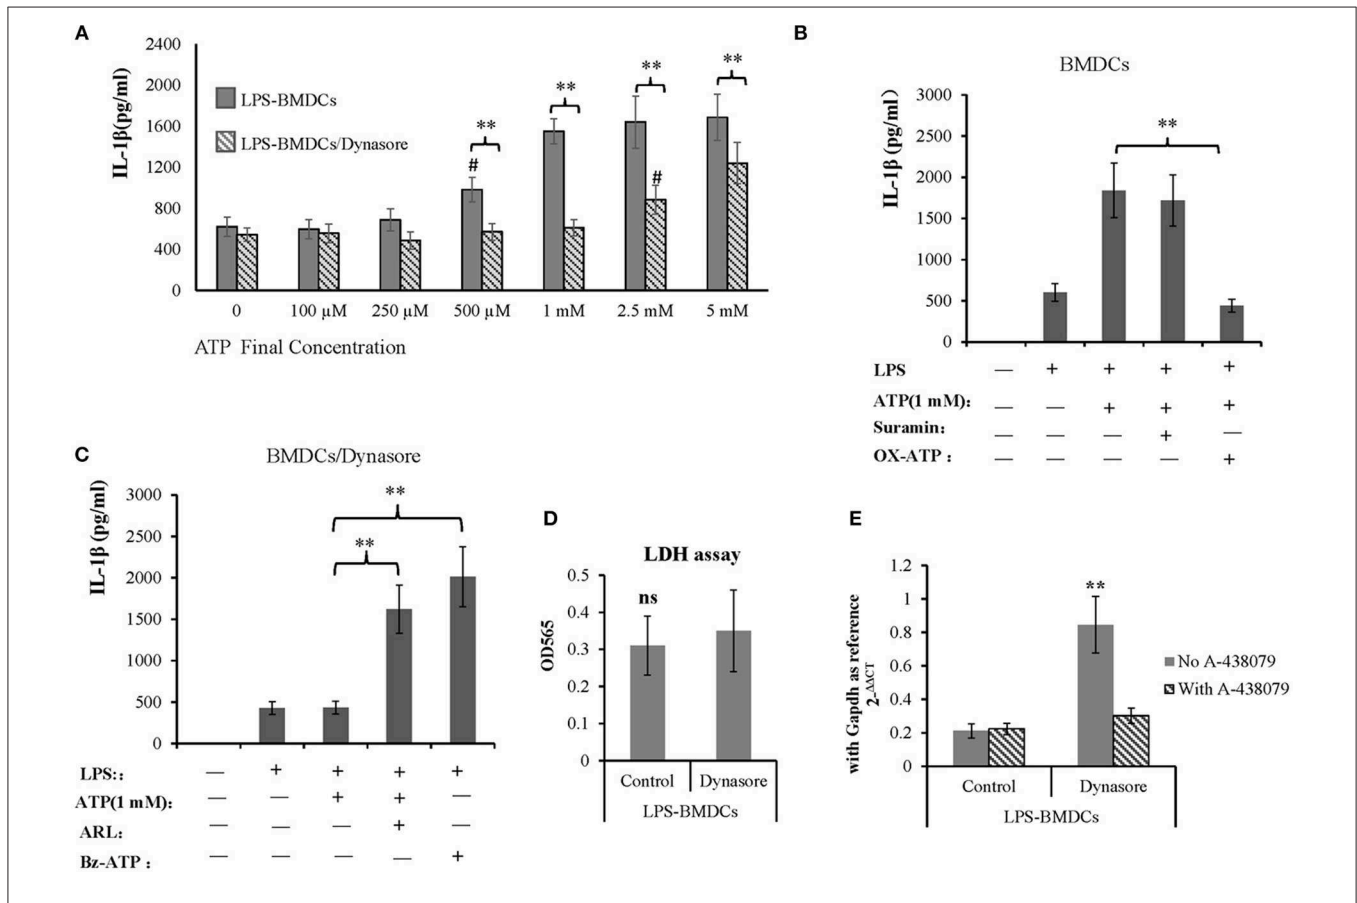 A
IL-1β(pg/ml)
2400
2000
1600
1200
800
400
0
LPS-BMDCs
LPS-BMDCs/Dynasore
#
**
**
**
#
**
0 100 µM 250 µM 500 µM 1 mM 2.5 mM 5 mM
ATP Final Concentration
B
BMDCs
IL-1β (pg/ml)
3000
2500
2000
1500
1000
500
0
**
LPS — + + + +
ATP(1 mM): — — + + +
Suramin: — — — + —
OX-ATP : — — — — +
C
BMDCs/Dynasore
IL-1β (pg/ml)
3000
2500
2000
1500
1000
500
0
**
**
LPS:: — + + + +
ATP(1 mM): — — + + —
ARL: — — — + —
Bz-ATP : — — — — +
D
LDH assay
OD565
0.5
0.4
0.3
0.2
0.1
0
ns
Control Dynasore
LPS-BMDCs
E
with Gapdh as reference
2-ΔΔCT
1.2
1
0.8
0.6
0.4
0.2
0
**
No A-438079
With A-438079
Control Dynasore
LPS-BMDCs